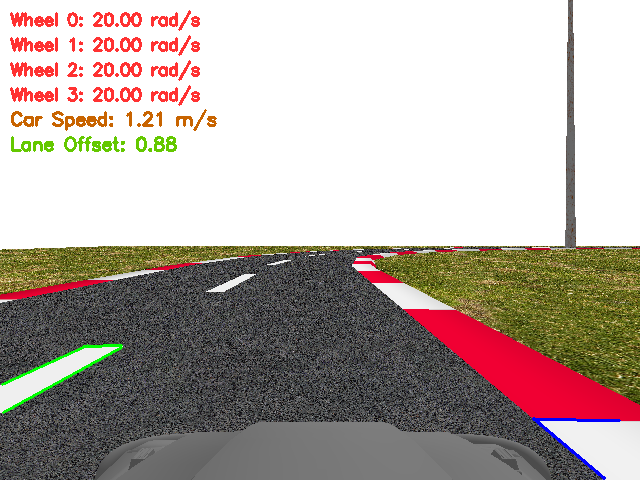 Wheel 0: 20.00 rad/s
Wheel 1: 20.00 rad/s
Wheel 2: 20.00 rad/s
Wheel 3: 20.00 rad/s
Car Speed: 1.21 m/s
Lane Offset: 0.88